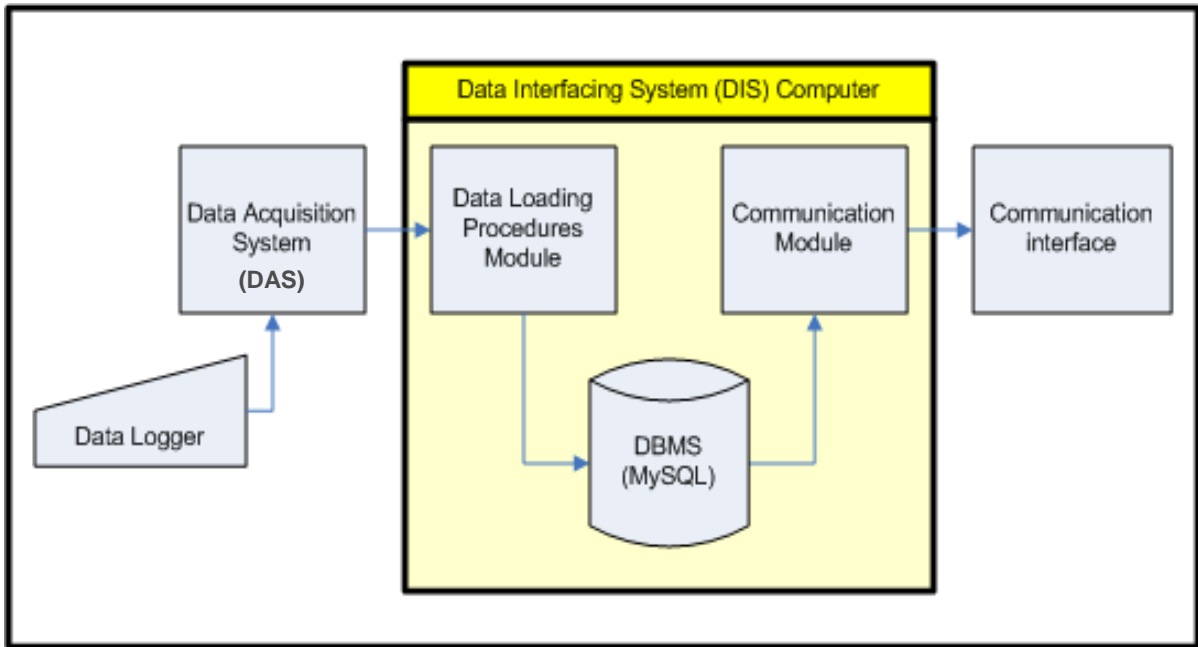 Data Interfacing System (DIS) Computer
Data Acquisition
System
(DAS)
Data Loading
Procedures
Module
Communication
Module
Communication
interface
Data Logger
DBMS
(MySQL)